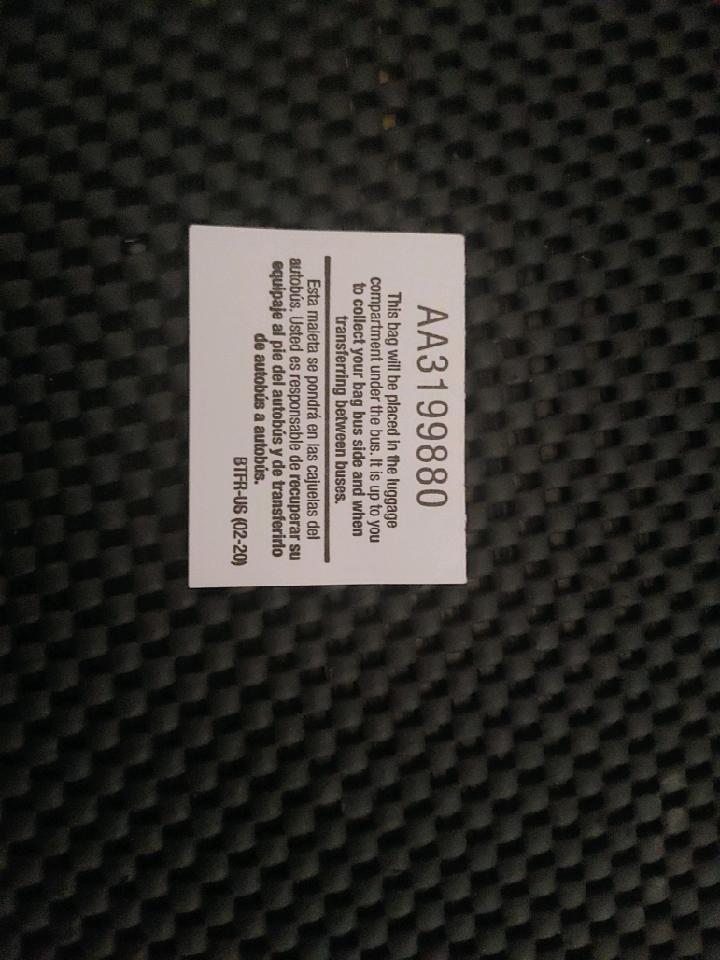 AA3199880
This bag will be placed in the luggage
compartment under the bus. It is up to you
to collect your bag bus side and when
transferring between buses.
Esta maleta se pondrá en las cajuelas del
autobús. Usted es responsable de recuperar su
equipaje al pie del autobús y de transferirlo
de autobús a autobús.
BTFR-US (02-20)